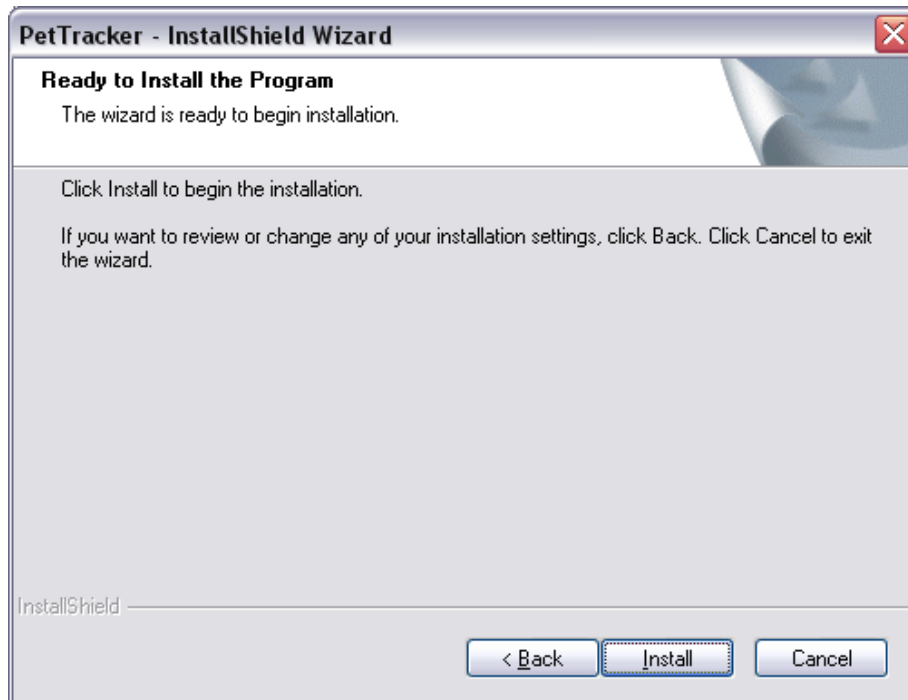 PetTracker - InstallShield Wizard
Ready to Install the Program
The wizard is ready to begin installation.
Click Install to begin the installation.
If you want to review or change any of your installation settings, click Back. Click Cancel to exit
the wizard.
InstallShield
< Back Install Cancel